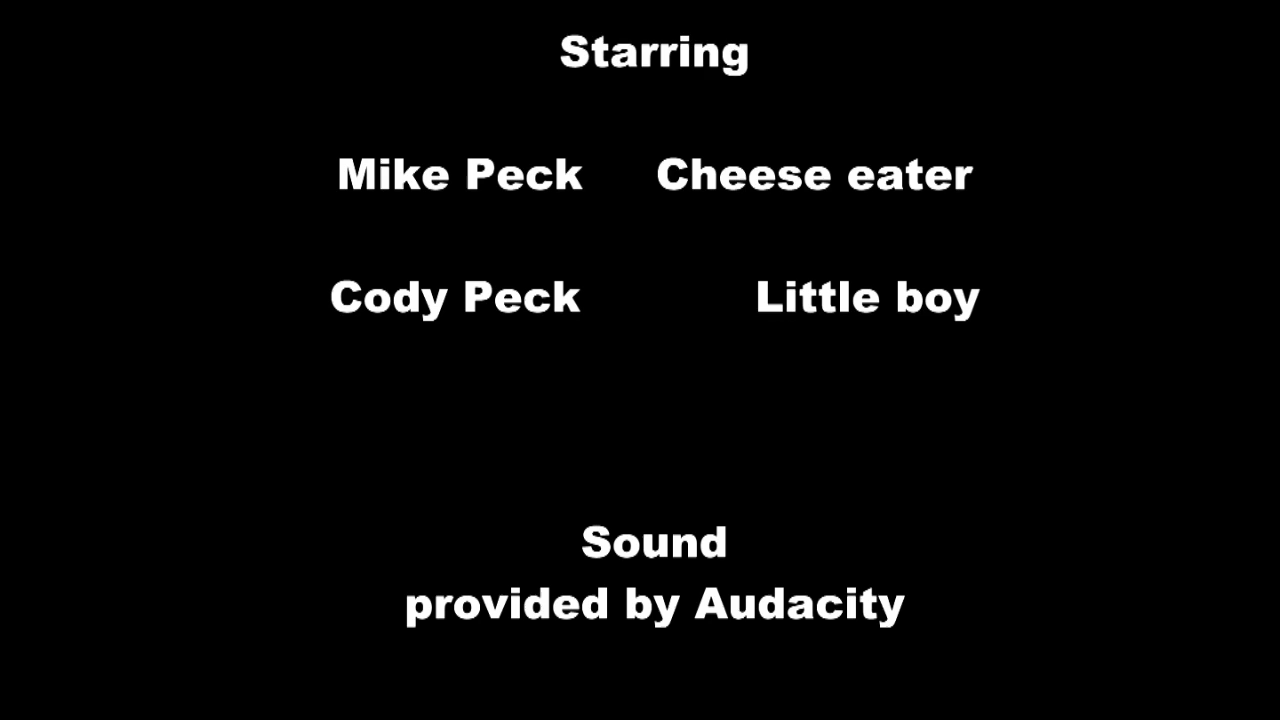 Starring
Mike Peck Cheese eater
Cody Peck Little boy
Sound
provided by Audacity